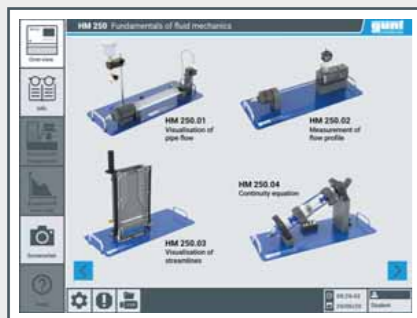 HM 250 Fundamentals of fluid mechanics
gunt
Overview
Info
Screenshot
HM 250.01
Visualisation of
pipe flow
HM 250.02
Measurement of
flow profile
HM 250.03
Visualisation of
streamlines
HM 250.04
Continuity equation
Student